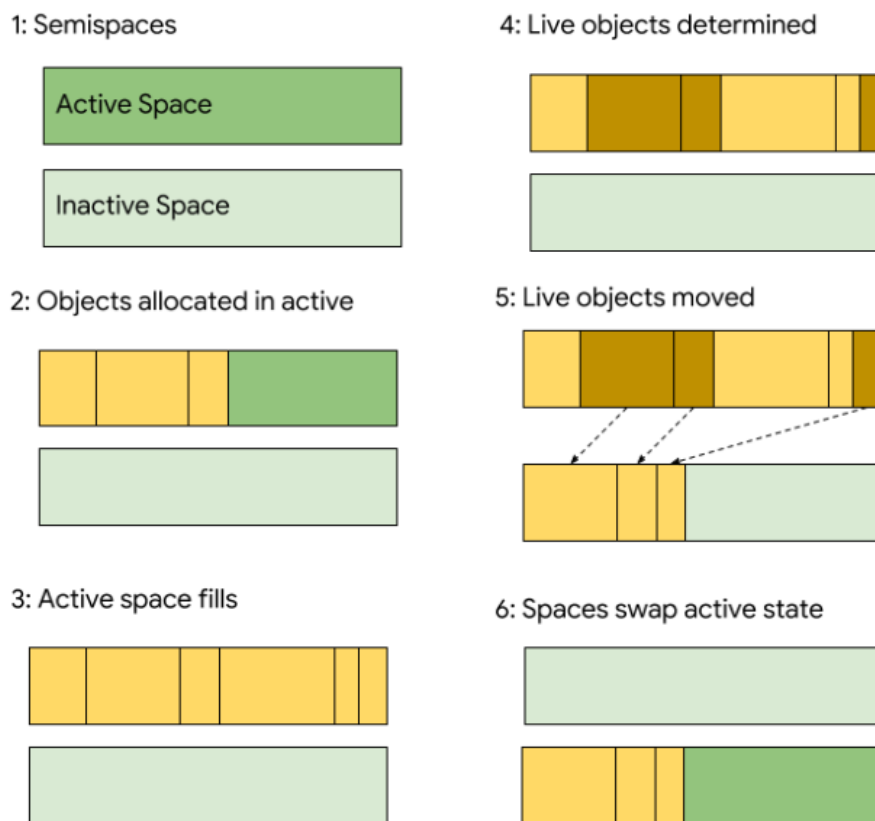 1: Semispaces
Active Space
Inactive Space
2: Objects allocated in active
3: Active space fills
4: Live objects determined
5: Live objects moved
6: Spaces swap active state